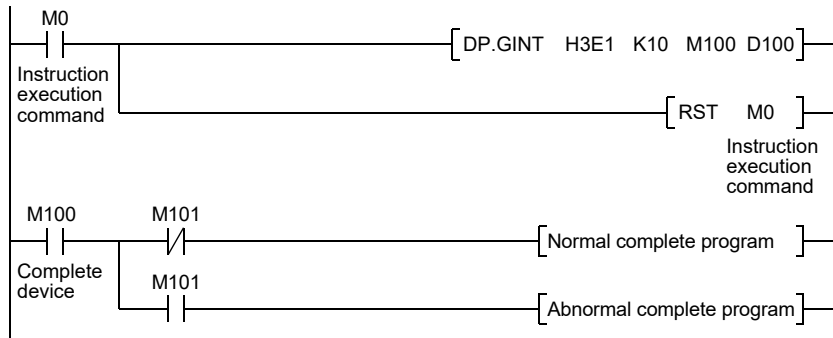 M0
DP.GINT H3E1 K10 M100 D100
Instruction
execution
command
RST M0
Instruction
execution
command
M100 M101
Normal complete program
Complete
device
M101
Abnormal complete program